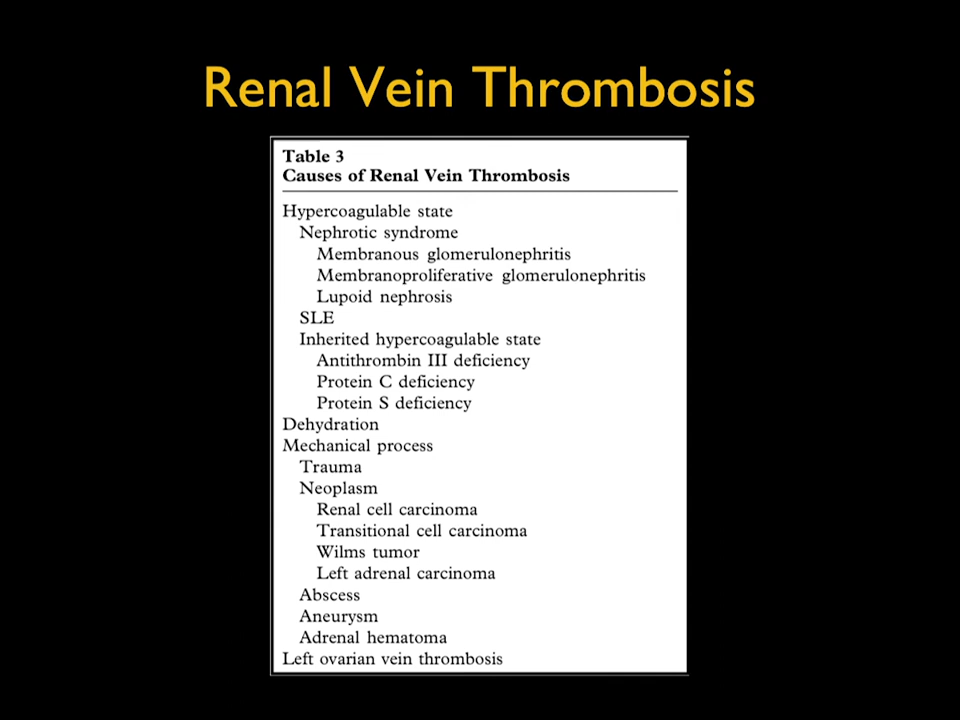 Renal Vein Thrombosis
Table 3
Causes of Renal Vein Thrombosis
Hypercoagulable state
Nephrotic syndrome
Membranous glomerulonephritis
Membranoproliferative glomerulonephritis
Lupoid nephrosis
SLE
Inherited hypercoagulable state
Antithrombin III deficiency
Protein C deficiency
Protein S deficiency
Dehydration
Mechanical process
Trauma
Neoplasm
Renal cell carcinoma
Transitional cell carcinoma
Wilms tumor
Left adrenal carcinoma
Abscess
Aneurysm
Adrenal hematoma
Left ovarian vein thrombosis